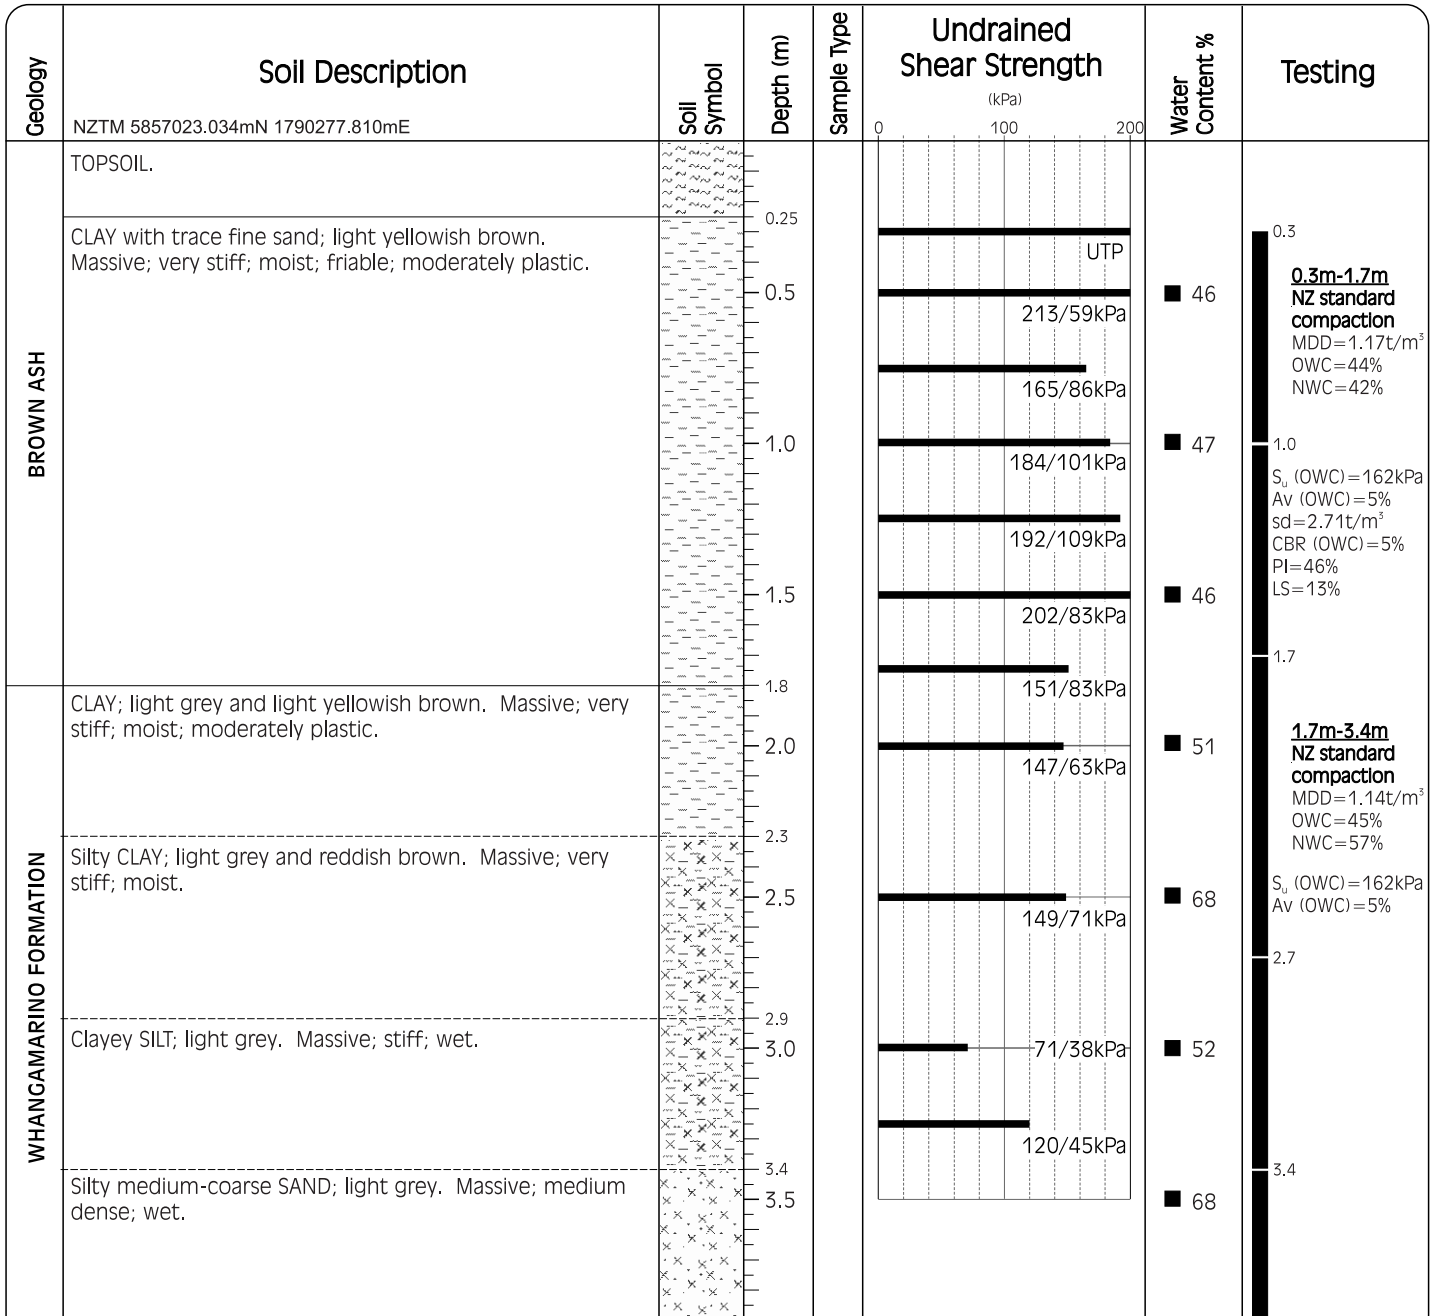 Geology
Soil Description
NZTM 5857023.034mN 1790277.810mE
Soil
Symbol
Depth (m)
Sample Type
Undrained
Shear Strength
(kPa)
0 100 200
Water
Content %
Testing
BROWN ASH
TOPSOIL.
0.25
CLAY with trace fine sand; light yellowish brown.
Massive; very stiff; moist; friable; moderately plastic.
0.5
1.0
1.5
1.8
WHANGAMARINO FORMATION
CLAY; light grey and light yellowish brown. Massive; very
stiff; moist; moderately plastic.
2.0
2.3
Silty CLAY; light grey and reddish brown. Massive; very
stiff; moist.
2.5
2.9
Clayey SILT; light grey. Massive; stiff; wet.
3.0
3.4
Silty medium-coarse SAND; light grey. Massive; medium
dense; wet.
3.5
UTP
213/59kPa
165/86kPa
184/101kPa
192/109kPa
202/83kPa
151/83kPa
147/63kPa
149/71kPa
71/38kPa
120/45kPa
46
47
46
51
68
52
68
0.3
0.3m-1.7m
NZ standard
compaction
MDD=1.17t/m³
OWC=44%
NWC=42%
1.0
Sᵤ (OWC)=162kPa
Av (OWC)=5%
sd=2.71t/m³
CBR (OWC)=5%
PI=46%
LS=13%
1.7
1.7m-3.4m
NZ standard
compaction
MDD=1.14t/m³
OWC=45%
NWC=57%
Sᵤ (OWC)=162kPa
Av (OWC)=5%
2.7
3.4